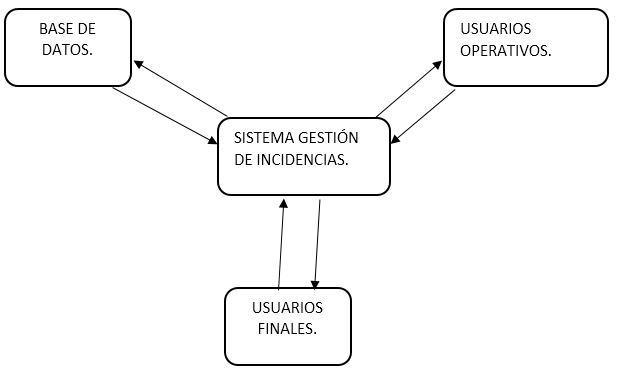 BASE DE
DATOS.
USUARIOS
OPERATIVOS.
SISTEMA GESTIÓN
DE INCIDENCIAS.
USUARIOS
FINALES.